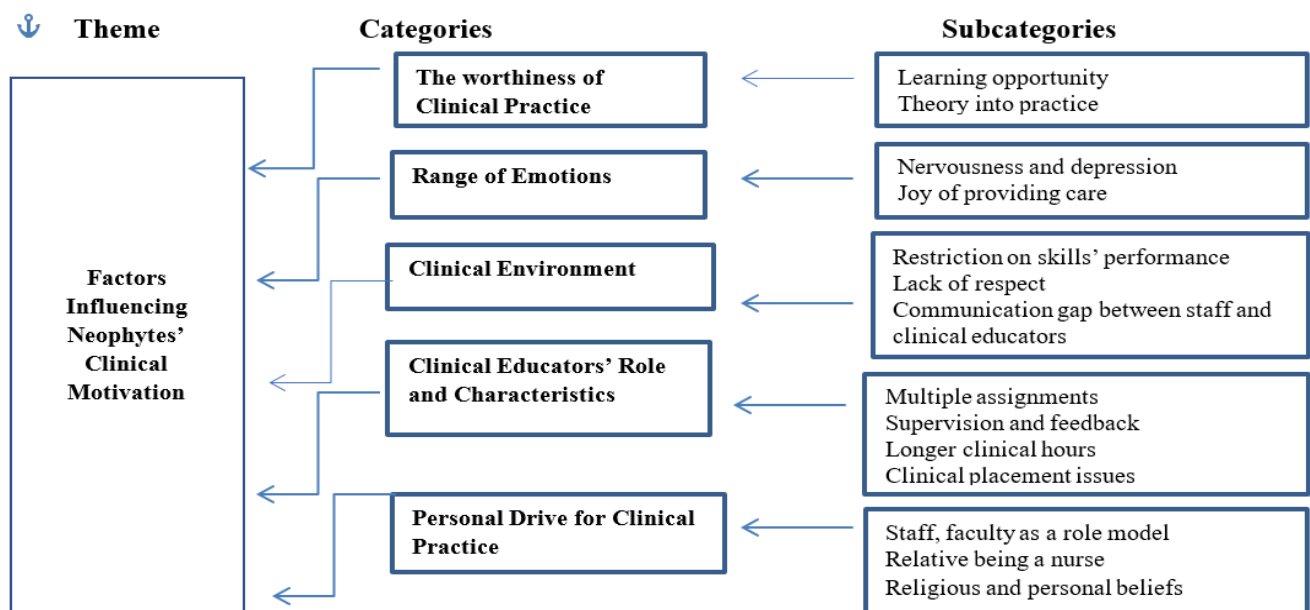 Theme
Categories
Subcategories
Factors
Influencing
Neophytes’
Clinical
Motivation
The worthiness of
Clinical Practice
Learning opportunity
Theory into practice
Range of Emotions
Nervousness and depression
Joy of providing care
Clinical Environment
Restriction on skills’ performance
Lack of respect
Communication gap between staff and
clinical educators
Clinical Educators’ Role
and Characteristics
Multiple assignments
Supervision and feedback
Longer clinical hours
Clinical placement issues
Personal Drive for Clinical
Practice
Staff, faculty as a role model
Relative being a nurse
Religious and personal beliefs